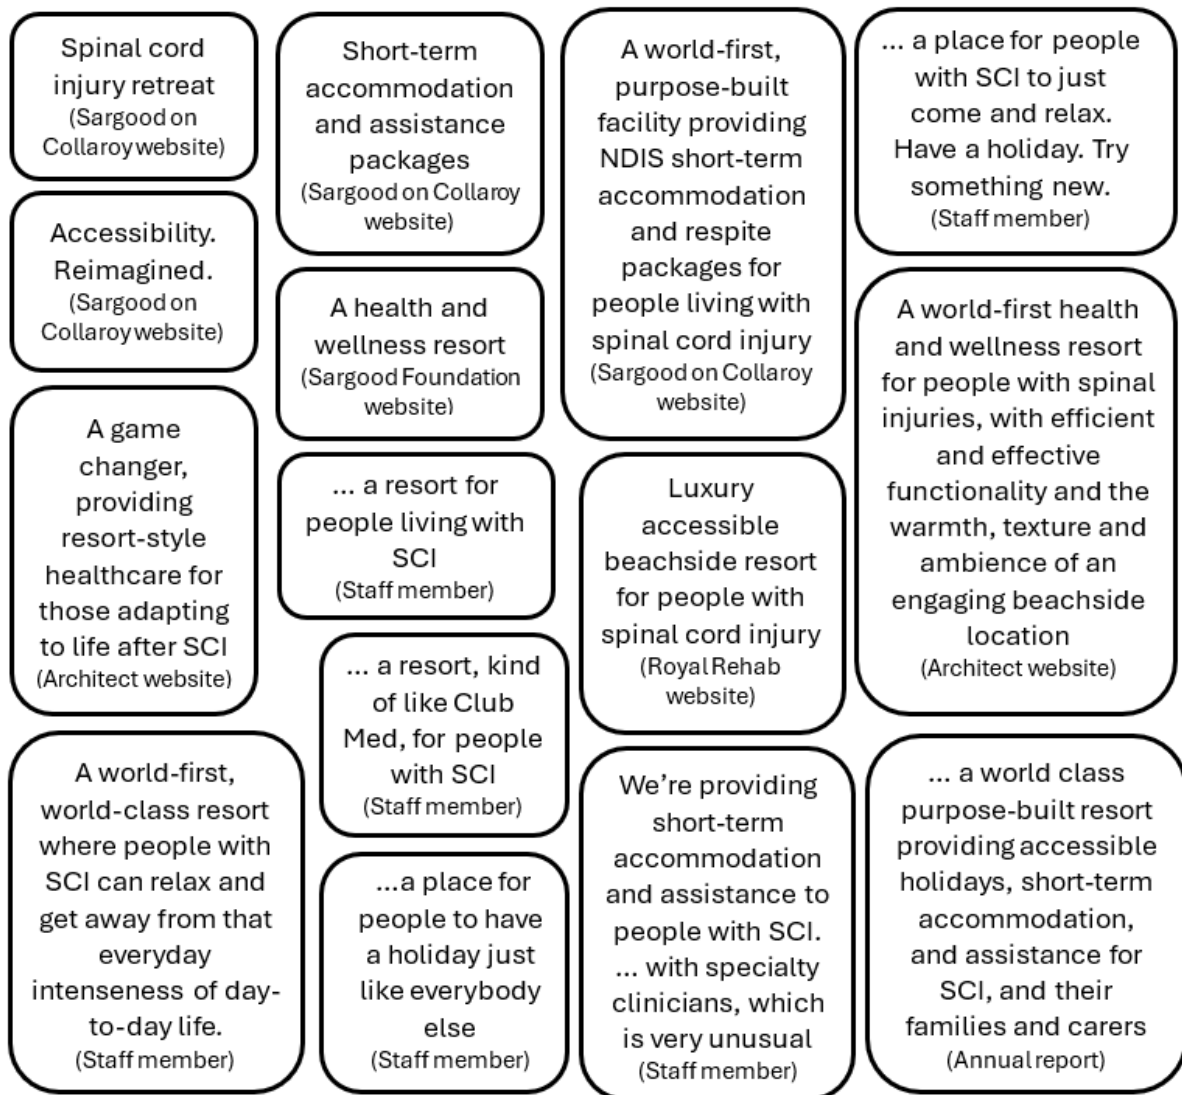 Spinal cord
injury retreat
(Sargood on
Collaroy website)
Accessibility.
Reimagined.
(Sargood on
Collaroy website)
A game
changer,
providing
resort-style
healthcare for
those adapting
to life after SCI
(Architect website)
A world-first,
world-class resort
where people with
SCI can relax and
get away from that
everyday
intenseness of day-
to-day life.
(Staff member)
Short-term
accommodation
and assistance
packages
(Sargood on Collaroy
website)
A health and
wellness resort
(Sargood Foundation
website)
... a resort for
people living with
SCI
(Staff member)
... a resort, kind
of like Club
Med, for people
with SCI
(Staff member)
...a place for
people to have
a holiday just
like everybody
else
(Staff member)
A world-first,
purpose-built
facility providing
NDIS short-term
accommodation
and respite
packages for
people living with
spinal cord injury
(Sargood on Collaroy
website)
Luxury
accessible
beachside resort
for people with
spinal cord injury
(Royal Rehab
website)
We’re providing
short-term
accommodation
and assistance to
people with SCI.
... with specialty
clinicians, which
is very unusual
(Staff member)
... a place for people
with SCI to just
come and relax.
Have a holiday. Try
something new.
(Staff member)
A world-first health
and wellness resort
for people with spinal
injuries, with efficient
and effective
functionality and the
warmth, texture and
ambience of an
engaging beachside
location
(Architect website)
... a world class
purpose-built resort
providing accessible
holidays, short-term
accommodation,
and assistance for
SCI, and their
families and carers
(Annual report)